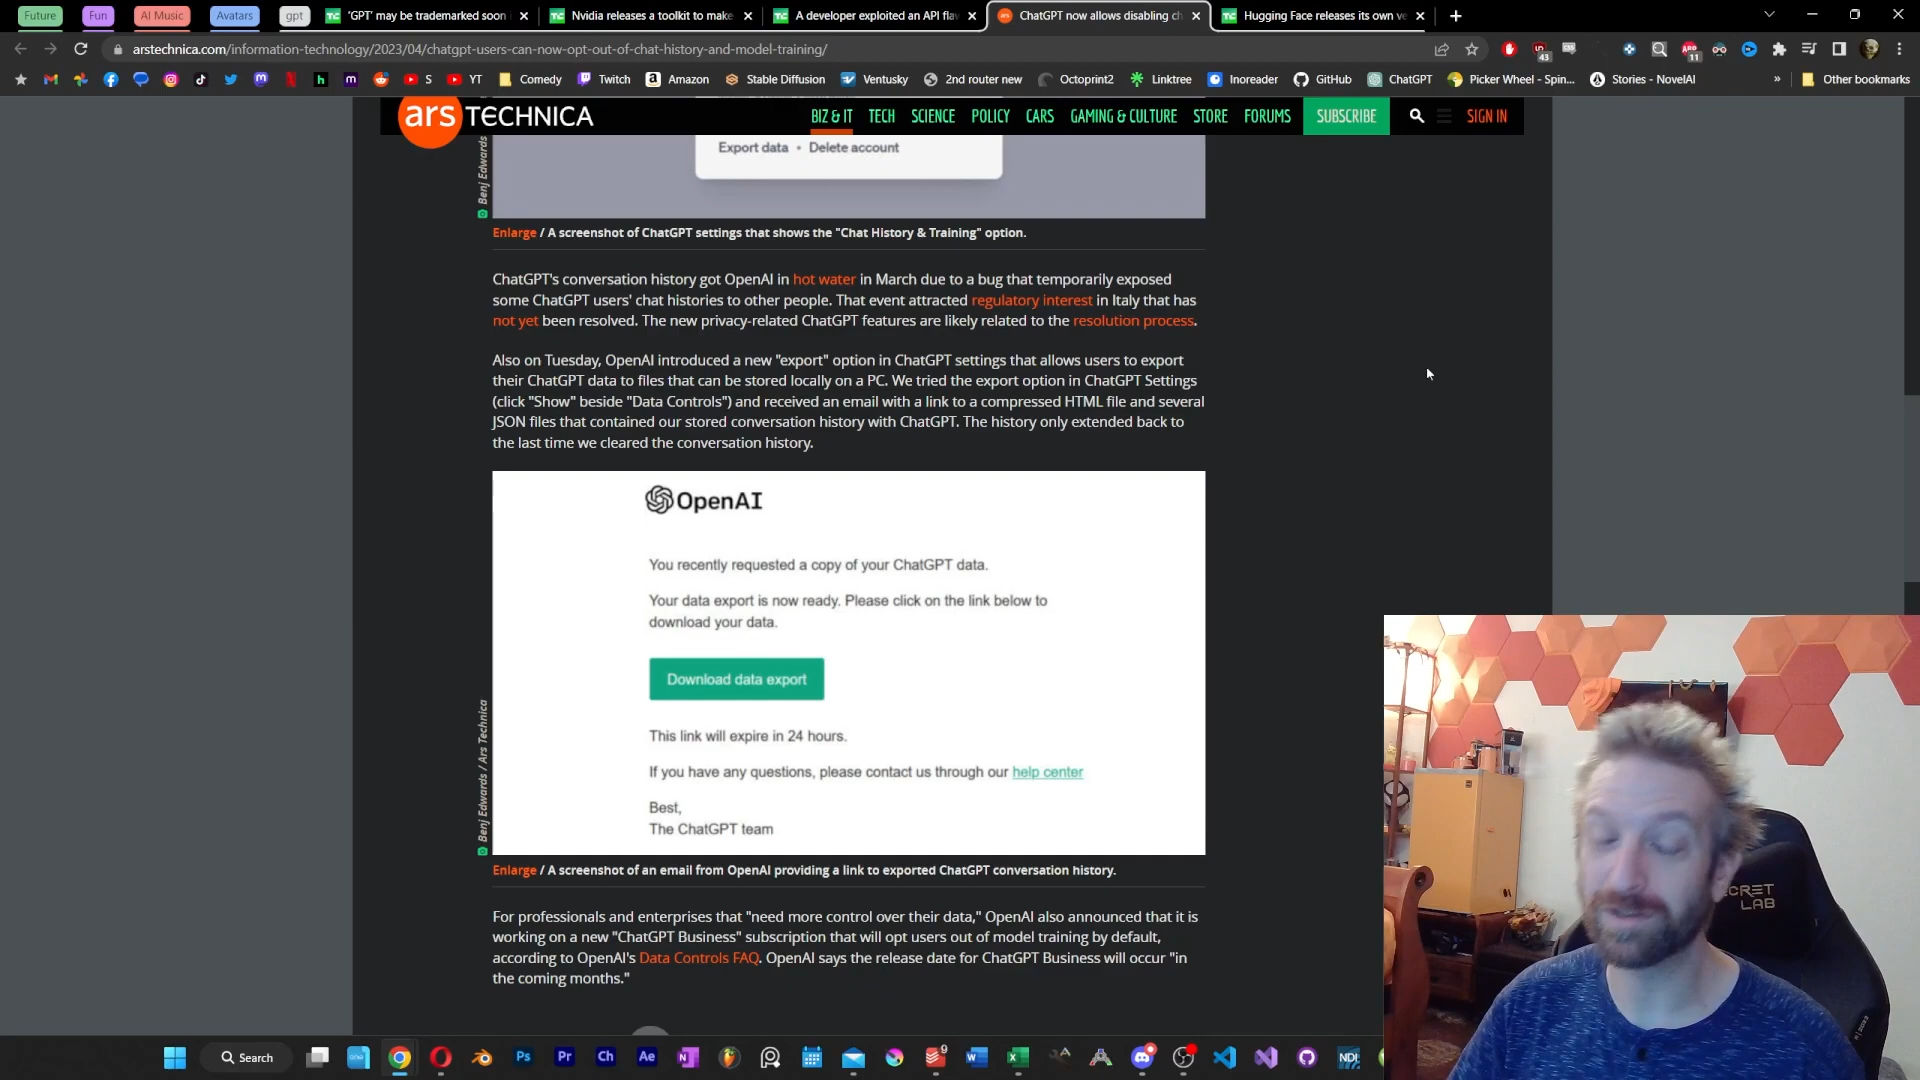 Future
Fun
AI Music
Avatars
gpt
'GPT' may be trademarked soon i
Nvidia releases a toolkit to make
A developer exploited an API flaw
ChatGPT now allows disabling ch
Hugging Face releases its own ve
arstechnica.com/information-technology/2023/04/chatgpt-users-can-now-opt-out-of-chat-history-and-model-training/
43
11
S
YT
Comedy
Twitch
Amazon
Stable Diffusion
Ventusky
2nd router new
Octoprint2
Linktree
Inoreader
GitHub
ChatGPT
Picker Wheel - Spin...
Stories - NovelAI
»
Other bookmarks
ars TECHNICA
BIZ & IT
TECH
SCIENCE
POLICY
CARS
GAMING & CULTURE
STORE
FORUMS
SUBSCRIBE
SIGN IN
Export data • Delete account
Benj Edwards
Enlarge / A screenshot of ChatGPT settings that shows the "Chat History & Training" option.
ChatGPT's conversation history got OpenAI in hot water in March due to a bug that temporarily exposed
some ChatGPT users' chat histories to other people. That event attracted regulatory interest in Italy that has
not yet been resolved. The new privacy-related ChatGPT features are likely related to the resolution process.
Also on Tuesday, OpenAI introduced a new "export" option in ChatGPT settings that allows users to export
their ChatGPT data to files that can be stored locally on a PC. We tried the export option in ChatGPT Settings
(click "Show" beside "Data Controls") and received an email with a link to a compressed HTML file and several
JSON files that contained our stored conversation history with ChatGPT. The history only extended back to
the last time we cleared the conversation history.
OpenAI
You recently requested a copy of your ChatGPT data.
Your data export is now ready. Please click on the link below to
download your data.
Download data export
This link will expire in 24 hours.
If you have any questions, please contact us through our help center
Best,
The ChatGPT team
Benj Edwards / Ars Technica
Enlarge / A screenshot of an email from OpenAI providing a link to exported ChatGPT conversation history.
For professionals and enterprises that "need more control over their data," OpenAI also announced that it is
working on a new "ChatGPT Business" subscription that will opt users out of model training by default,
according to OpenAI's Data Controls FAQ. OpenAI says the release date for ChatGPT Business will occur "in
the coming months."
CRET
LAB
Search
Ps
Pr
Ch
Ae
9
NDI